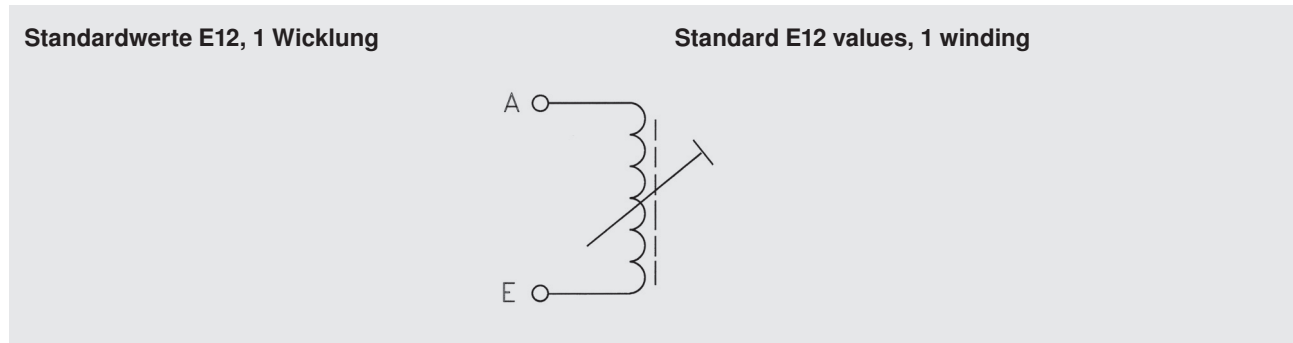 Standardwerte E12, 1 Wicklung
Standard E12 values, 1 winding
A
E